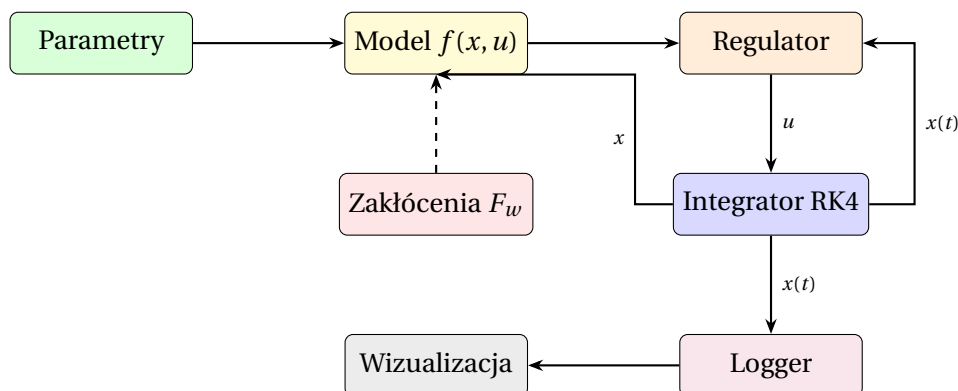 Parametry
Model f(x, u)
Regulator
x
u
x(t)
Zakłócenia F_w
Integrator RK4
x(t)
Wizualizacja
Logger